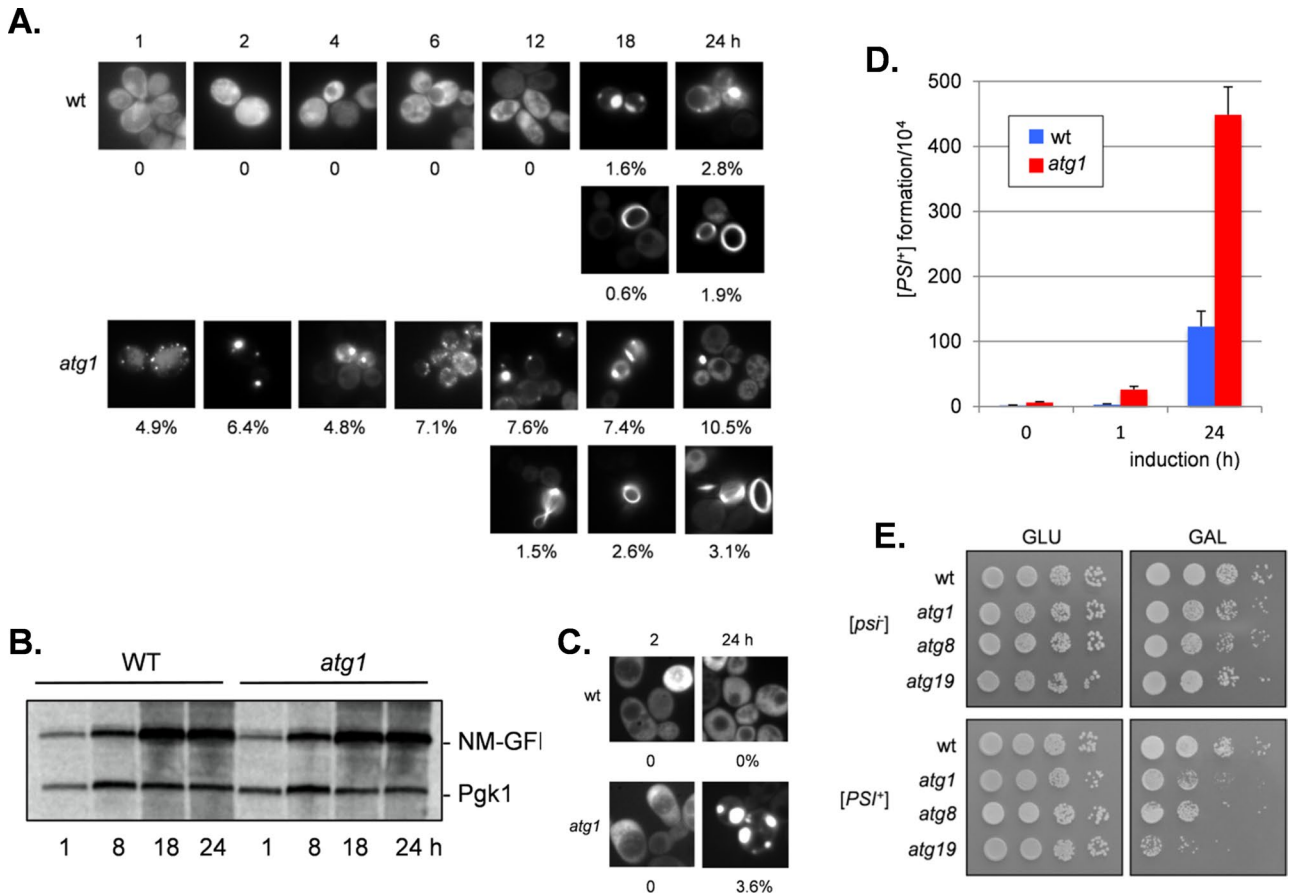 A.
1 2 4 6 12 18 24 h
wt
0 0 0 0 0 1.6% 2.8%
0.6% 1.9%
atg1
4.9% 6.4% 4.8% 7.1% 7.6% 7.4% 10.5%
1.5% 2.6% 3.1%
B.
WT atg1
NM-GFI
Pgk1
1 8 18 24 1 8 18 24 h
C.
2 24 h
wt
0 0%
atg1
0 3.6%
D.
[PSI+] formation/10⁴
500
400
300
200
100
0
wt
atg1
0 1 24
induction (h)
E.
GLU GAL
[psi-]
wt
atg1
atg8
atg19
[PSI+]
wt
atg1
atg8
atg19